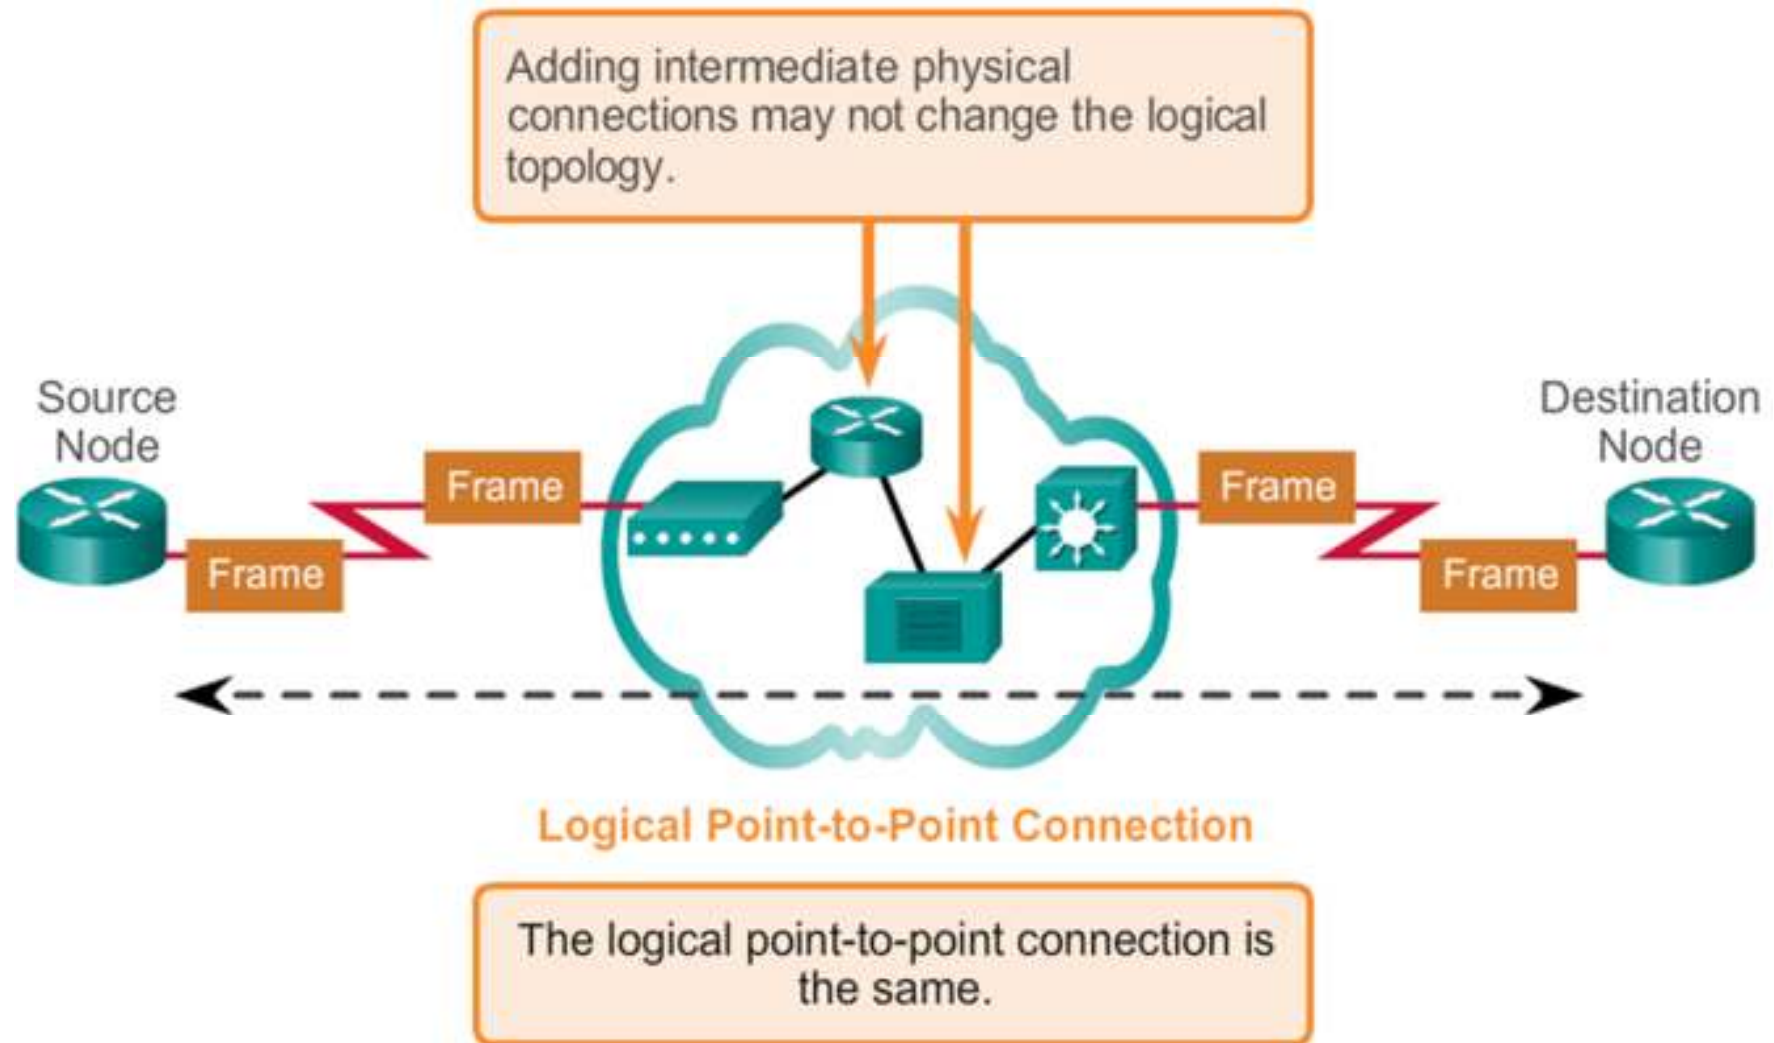 Adding intermediate physical
connections may not change the logical
topology.
Source
Node
Destination
Node
Frame
Frame
Frame
Frame
Logical Point-to-Point Connection
The logical point-to-point connection is
the same.